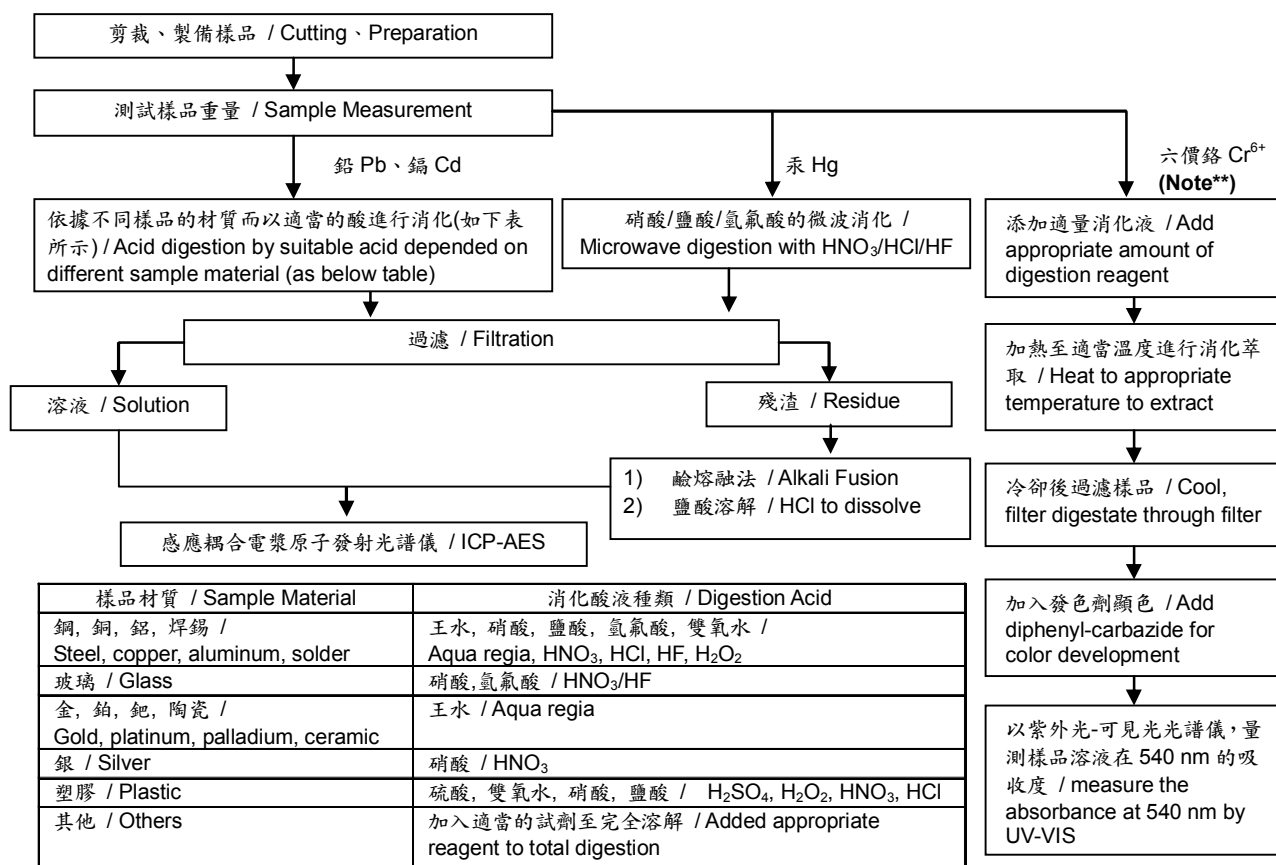 剪裁、製備樣品 / Cutting、Preparation
測試樣品重量 / Sample Measurement
鉛 Pb、鎘 Cd
汞 Hg
六價鉻 Cr⁶⁺
(Note**)
依據不同樣品的材質而以適當的酸進行消化(如下表
所示) / Acid digestion by suitable acid depended on
different sample material (as below table)
硝酸/鹽酸/氫氟酸的微波消化 /
Microwave digestion with HNO₃/HCl/HF
添加適量消化液 / Add
appropriate amount of
digestion reagent
過濾 / Filtration
加熱至適當溫度進行消化萃
取 / Heat to appropriate
temperature to extract
溶液 / Solution
殘渣 / Residue
1) 鹼熔融法 / Alkali Fusion
2) 鹽酸溶解 / HCl to dissolve
冷卻後過濾樣品 / Cool,
filter digestate through filter
感應耦合電漿原子發射光譜儀 / ICP-AES
加入發色劑顯色 / Add
diphenyl-carbazide for
color development
以紫外光-可見光光譜儀,量
測樣品溶液在 540 nm 的吸
收度 / measure the
absorbance at 540 nm by
UV-VIS
樣品材質 / Sample Material
消化酸液種類 / Digestion Acid
鋼, 銅, 鋁, 焊錫 /
Steel, copper, aluminum, solder
王水, 硝酸, 鹽酸, 氫氟酸, 雙氧水 /
Aqua regia, HNO₃, HCl, HF, H₂O₂
玻璃 / Glass
硝酸,氫氟酸 / HNO₃/HF
金, 鉑, 鈀, 陶瓷 /
Gold, platinum, palladium, ceramic
王水 / Aqua regia
銀 / Silver
硝酸 / HNO₃
塑膠 / Plastic
硫酸, 雙氧水, 硝酸, 鹽酸 / H₂SO₄, H₂O₂, HNO₃, HCl
其他 / Others
加入適當的試劑至完全溶解 / Added appropriate
reagent to total digestion